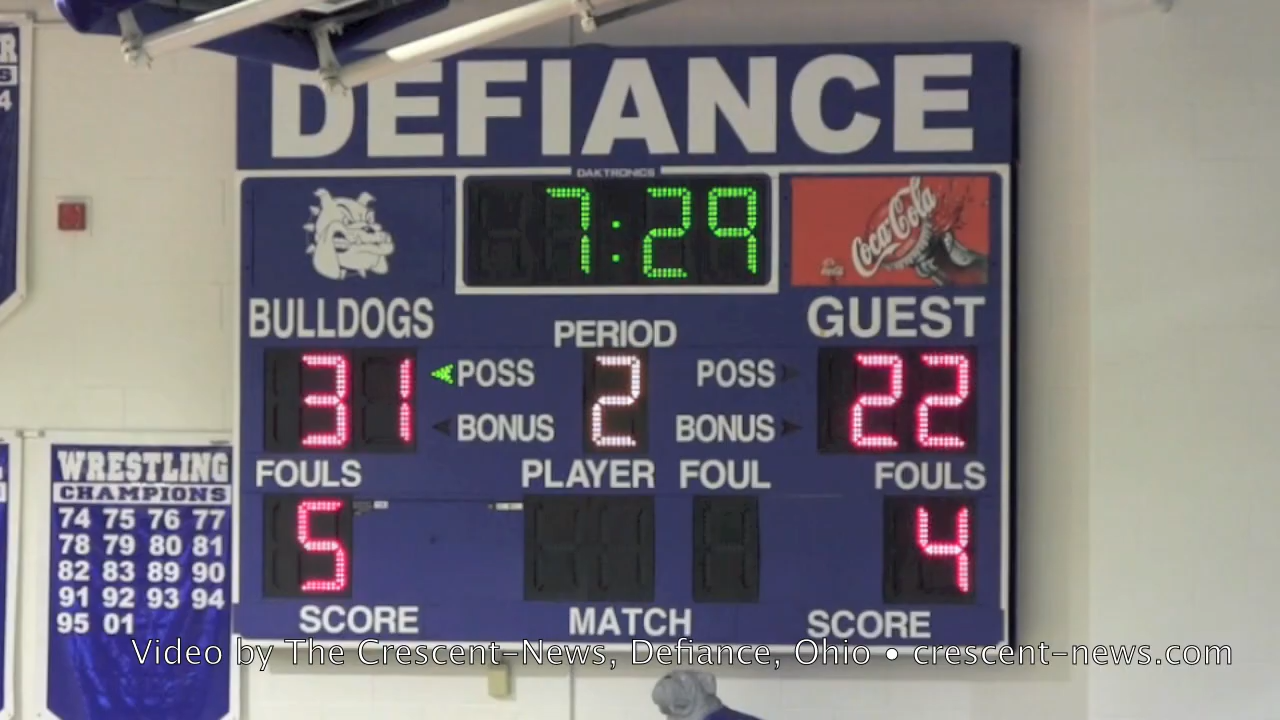 R
S
4
DEFIANCE
DAKTRONICS
7:29
Coca-Cola
BULLDOGS
GUEST
PERIOD
31
POSS
2
POSS
22
BONUS
BONUS
FOULS
PLAYER
FOUL
FOULS
5
4
SCORE
MATCH
SCORE
WRESTLING
CHAMPIONS
74 75 76 77
78 79 80 81
82 83 89 90
91 92 93 94
95 01
Video by The Crescent-News, Defiance, Ohio • crescent-news.com